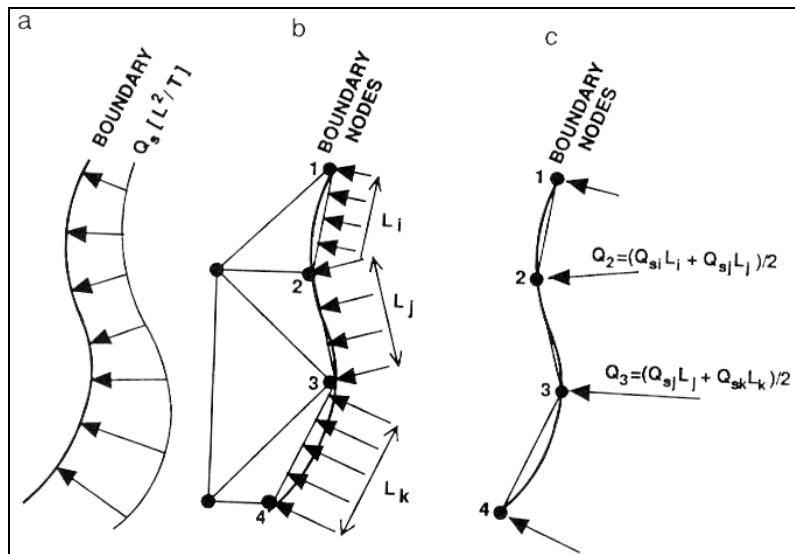 a
BOUNDARY
Qs [L²/T]
b
BOUNDARY
NODES
1
2
3
4
Li
Lj
Lk
c
BOUNDARY
NODES
1
2
3
4
Q2=(QsiLi + QsjLj)/2
Q3=(QsjLj + QskLk)/2